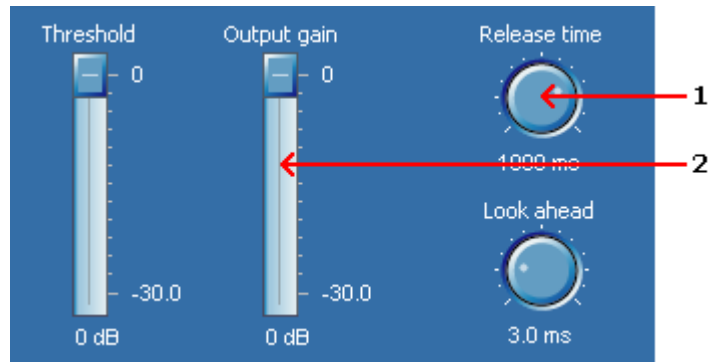 Threshold Output gain Release time
0 0
1
1000 ms
2
Look ahead
-30.0 -30.0
0 dB 0 dB 3.0 ms